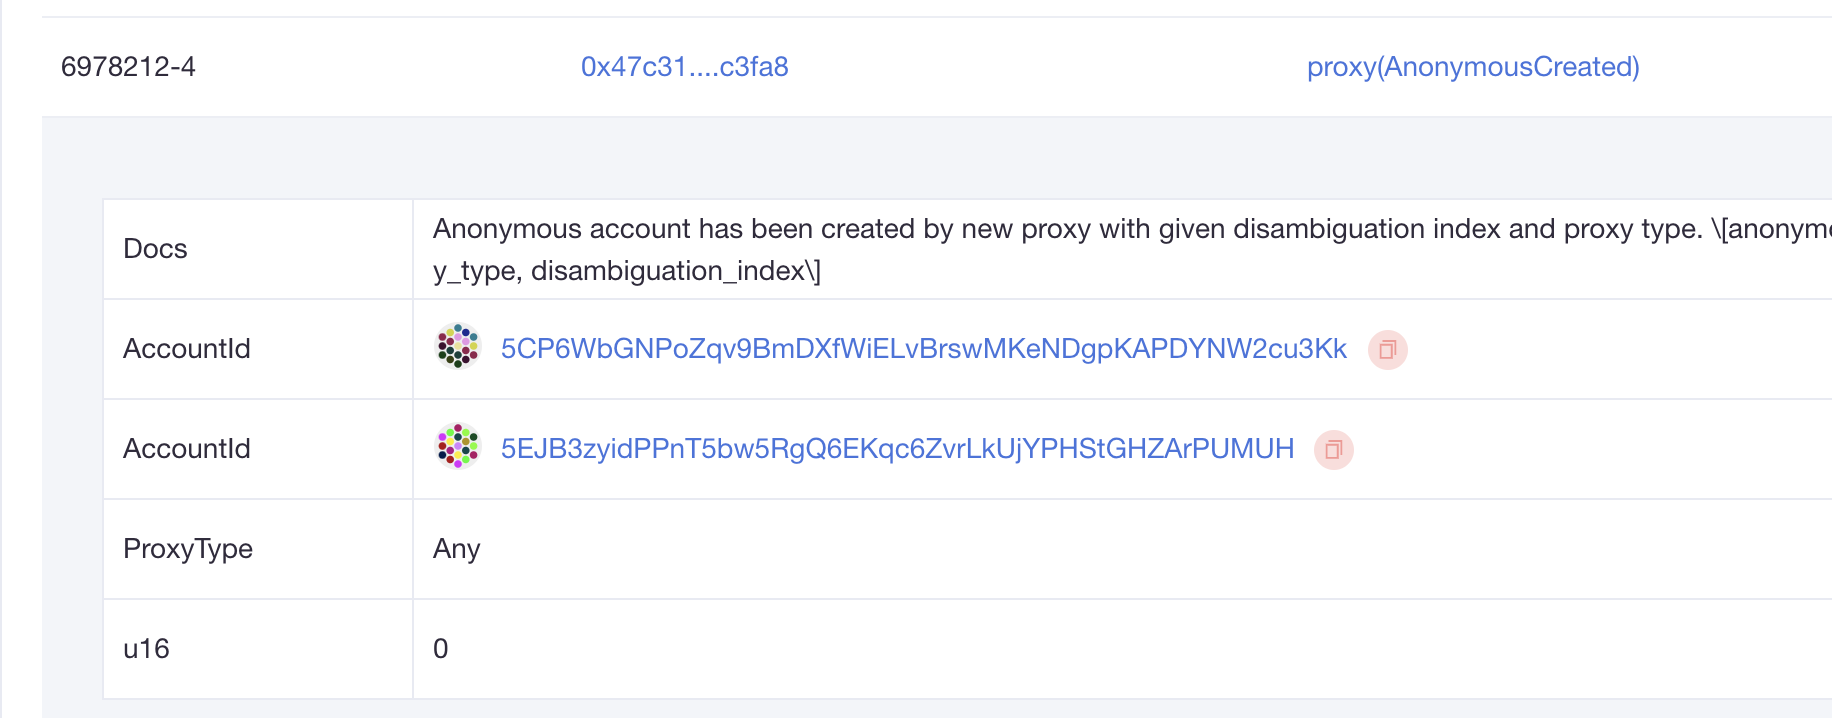 6978212-4 0x47c31....c3fa8 proxy(AnonymousCreated)
Docs
Anonymous account has been created by new proxy with given disambiguation index and proxy type. \[anonym
y_type, disambiguation_index\]
AccountId 5CP6WbGNPoZqv9BmDXfWiELvBrswMKeNDgpKAPDYNW2cu3Kk
AccountId 5EJB3zyidPPnT5bw5RgQ6EKqc6ZvrLkUjYPHStGHZArPUMUH
ProxyType Any
u16 0